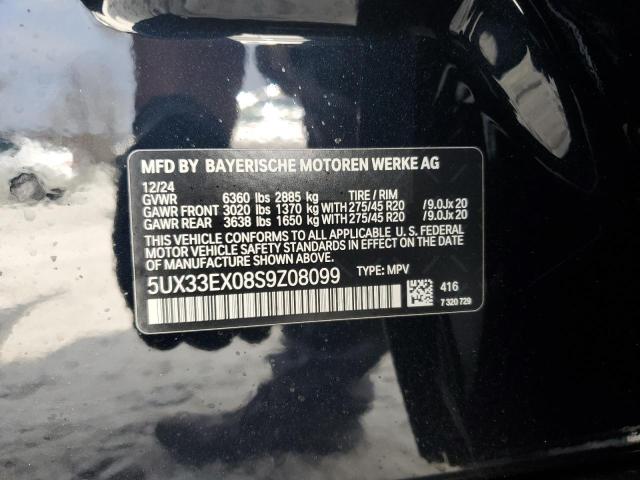 MFD BY BAYERISCHE MOTOREN WERKE AG
12/24
GVWR 6360 lbs 2885 kg TIRE / RIM
GAWR FRONT 3020 lbs 1370 kg WITH 275/45 R20 /9.0Jx20
GAWR REAR 3638 lbs 1650 kg WITH 275/45 R20 /9.0Jx20
THIS VEHICLE CONFORMS TO ALL APPLICABLE U.S. FEDERAL
MOTOR VEHICLE SAFETY STANDARDS IN EFFECT ON THE DATE
OF MANUFACTURE SHOWN ABOVE.
5UX33EX08S9Z08099 TYPE: MPV
416
7 320 729